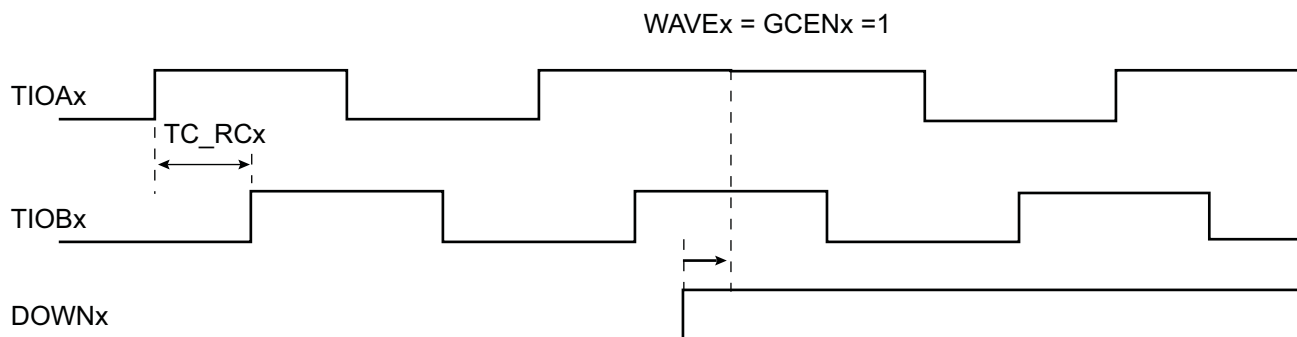 WAVEx = GCENx =1
TIOAx
TC_RCx
TIOBx
DOWNx